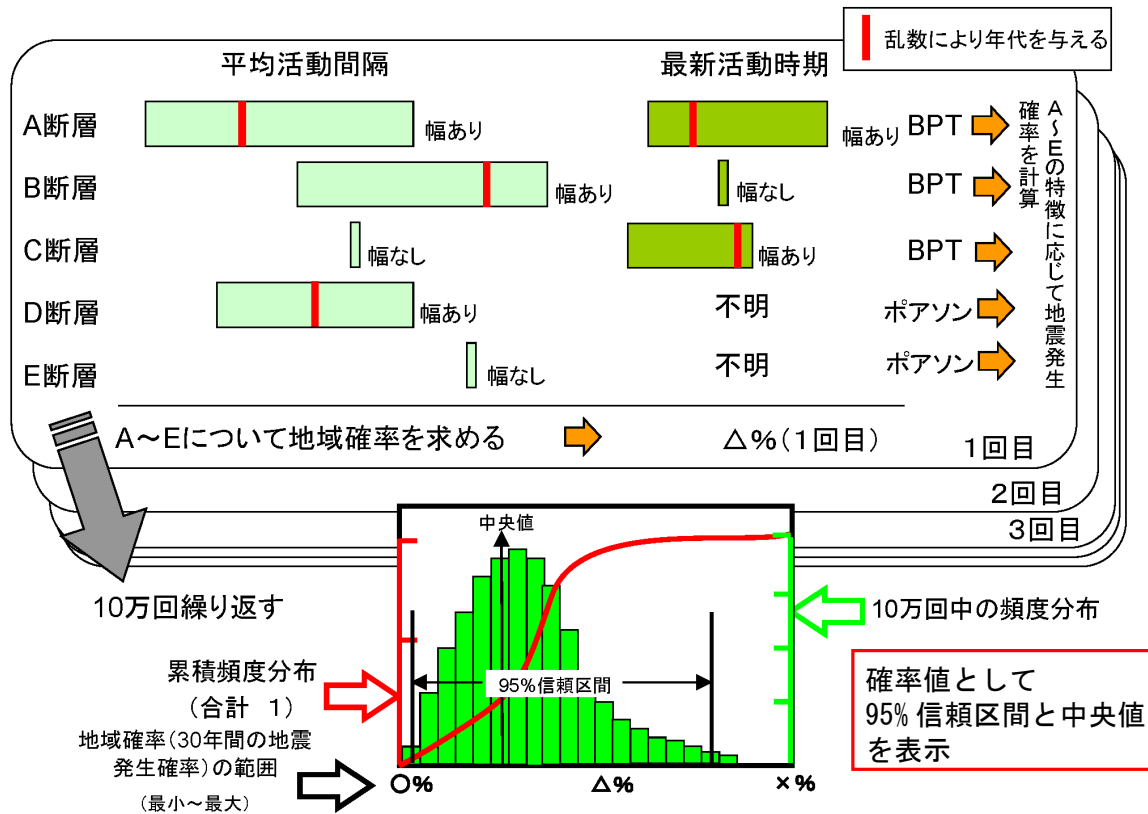 乱数により年代を与える
平均活動間隔
最新活動時期
A断層
幅あり
幅あり
BPT
B断層
幅あり
幅なし
BPT
C断層
幅なし
幅あり
BPT
D断層
幅あり
不明
ポアソン
E断層
幅なし
不明
ポアソン
A～Eの特徴に応じて地震発生
確率を計算
A～Eについて地域確率を求める
△%(1回目)
1回目
2回目
3回目
10万回繰り返す
中央値
95%信頼区間
10万回中の頻度分布
累積頻度分布
(合計 1)
地域確率(30年間の地震
発生確率)の範囲
(最小～最大)
○%
△%
×%
確率値として
95%信頼区間と中央値
を表示